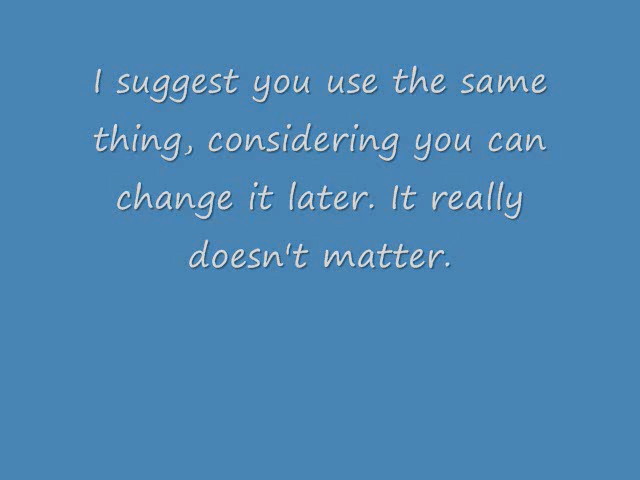 I suggest you use the same
thing, considering you can
change it later. It really
doesn't matter.